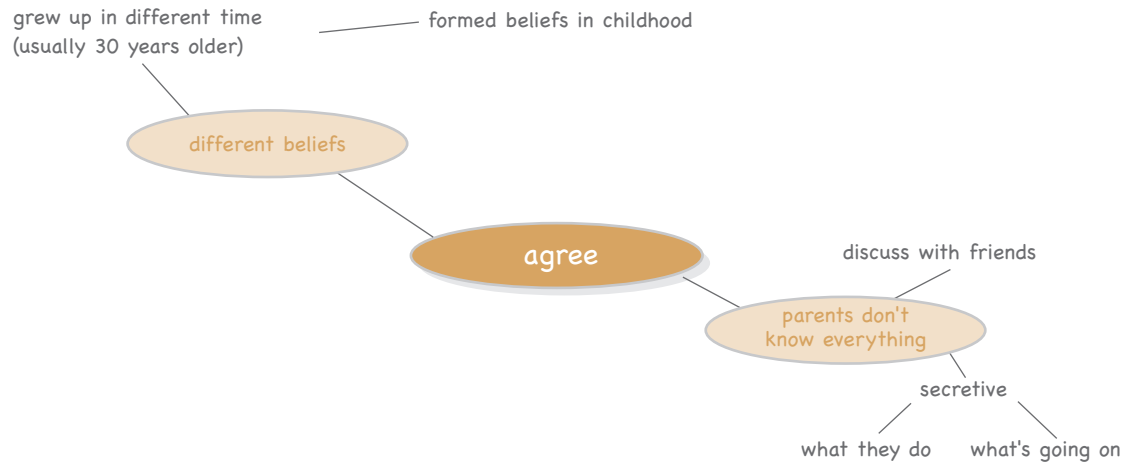 grew up in different time
(usually 30 years older)
formed beliefs in childhood
different beliefs
agree
discuss with friends
parents don't
know everything
secretive
what they do
what's going on